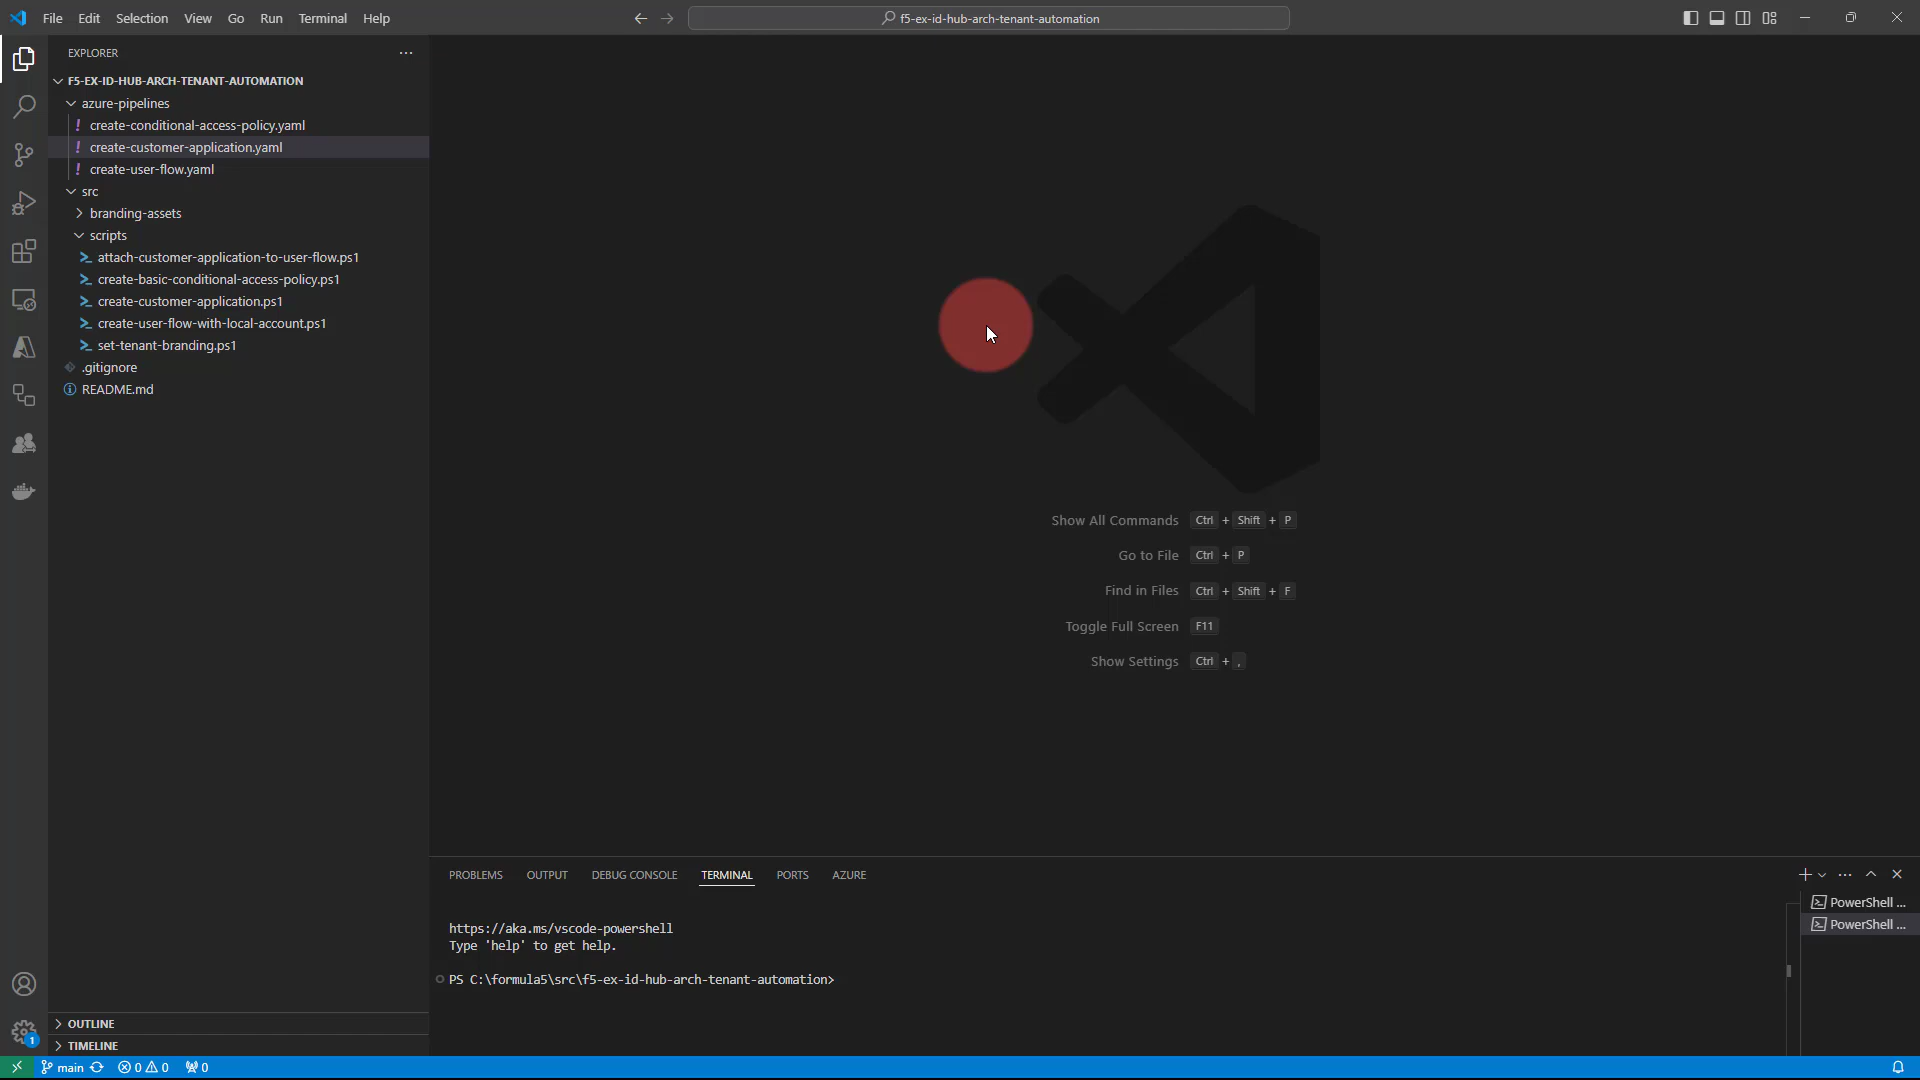 File Edit Selection View Go Run Terminal Help
f5-ex-id-hub-arch-tenant-automation
EXPLORER
F5-EX-ID-HUB-ARCH-TENANT-AUTOMATION
azure-pipelines
! create-conditional-access-policy.yaml
! create-customer-application.yaml
! create-user-flow.yaml
src
branding-assets
scripts
attach-customer-application-to-user-flow.ps1
create-basic-conditional-access-policy.ps1
create-customer-application.ps1
create-user-flow-with-local-account.ps1
set-tenant-branding.ps1
.gitignore
README.md
Show All Commands Ctrl + Shift + P
Go to File Ctrl + P
Find in Files Ctrl + Shift + F
Toggle Full Screen F11
Show Settings Ctrl + ,
PROBLEMS OUTPUT DEBUG CONSOLE TERMINAL PORTS AZURE
https://aka.ms/vscode-powershell
Type 'help' to get help.
PS C:\formula5\src\f5-ex-id-hub-arch-tenant-automation>
PowerShell ...
PowerShell ...
OUTLINE
TIMELINE
1
main 0 0 0